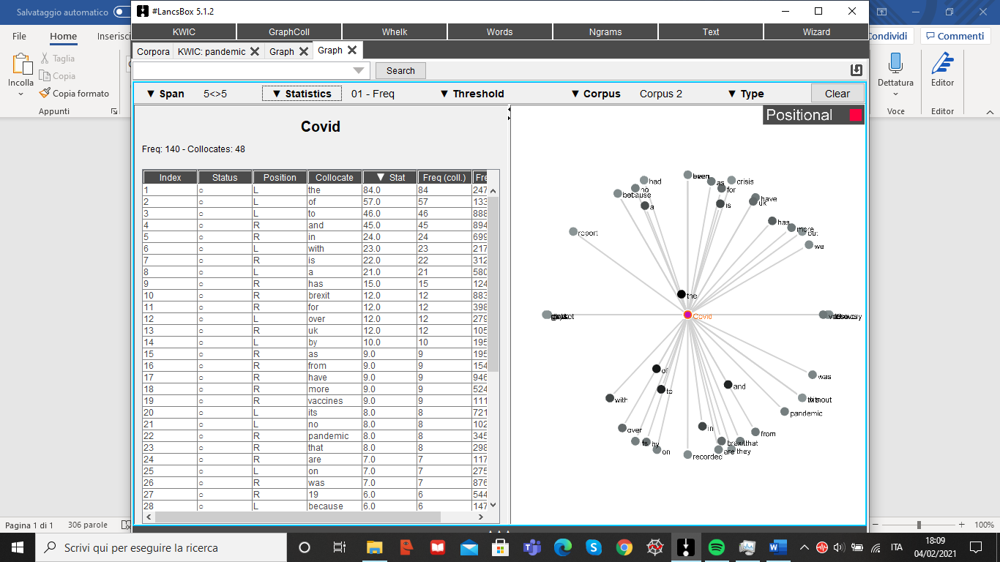 Salvataggio automatico
#LancsBox 5.1.2
File Home Inserisci
Condividi Commenti
KWIC GraphColl Whelk Words Ngrams Text Wizard
Corpora KWIC: pandemic Graph Graph
Search
Incolla
Taglia
Copia
Copia formato
Appunti
Dettatura Editor
Voce Editor
▼ Span 5<>5 ▼ Statistics 01 - Freq ▼ Threshold ▼ Corpus Corpus 2 ▼ Type Clear
Positional
Covid
Freq: 140 - Collocates: 48
Index Status Position Collocate ▼ Stat Freq (coll.) Fre
1 ○ L the 84.0 84 247
2 ○ L of 57.0 57 133
3 ○ L to 46.0 46 888
4 ○ R and 45.0 45 894
5 ○ R in 24.0 24 699
6 ○ L with 23.0 23 217
7 ○ R is 22.0 22 312
8 ○ L a 21.0 21 580
9 ○ R has 15.0 15 124
10 ○ R brexit 12.0 12 883
11 ○ R for 12.0 12 398
12 ○ L over 12.0 12 279
13 ○ R uk 12.0 12 105
14 ○ L by 10.0 10 195
15 ○ R as 9.0 9 195
16 ○ R from 9.0 9 154
17 ○ R have 9.0 9 946
18 ○ R more 9.0 9 524
19 ○ R vaccines 9.0 9 111
20 ○ L its 8.0 8 721
21 ○ L no 8.0 8 102
22 ○ R pandemic 8.0 8 345
23 ○ R that 8.0 8 298
24 ○ R are 7.0 7 117
25 ○ L on 7.0 7 275
26 ○ R was 7.0 7 876
27 ○ R 19 6.0 6 544
28 ○ L because 6.0 6 147
had
been
as
crisis
no
for
because
a
is
have
uk
has
more
but
report
we
the
Covid
of
to
and
was
with
without
pandemic
over
in
from
its
by
brexit
that
on
recorded
are
they
Pagina 1 di 1 306 parole
100%
Scrivi qui per eseguire la ricerca
ITA
18:09
04/02/2021